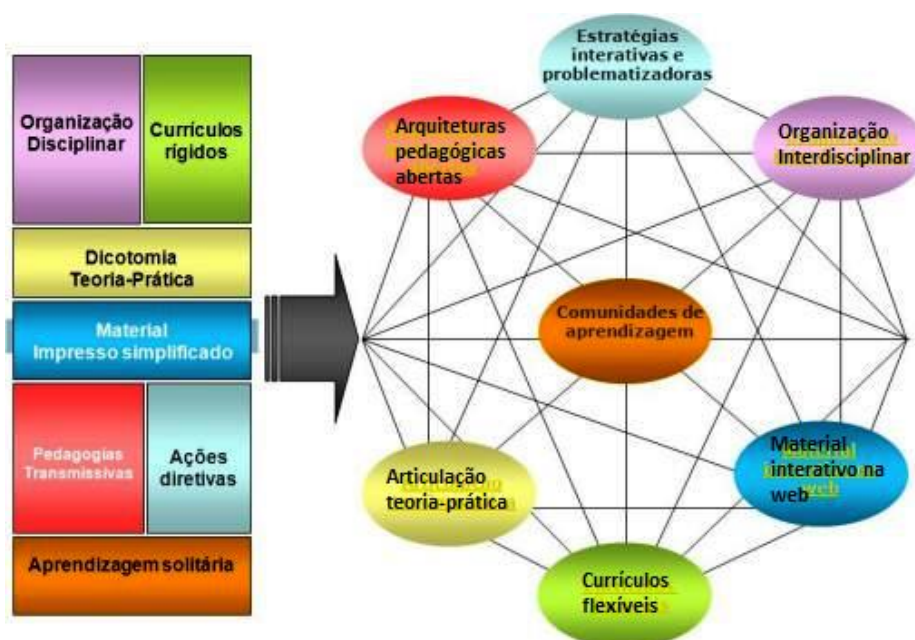 Organização
Disciplinar
Currículos
rígidos
Dicotomia
Teoria-Prática
Material
Impresso simplificado
Pedagogias
Transmissivas
Ações
diretivas
Aprendizagem solitária
Estratégias
interativas e
problematizadoras
Arquiteturas
pedagógicas
abertas
Organização
Interdisciplinar
Comunidades de
aprendizagem
Articulação
teoria-prática
Material
interativo na
web
Currículos
flexíveis